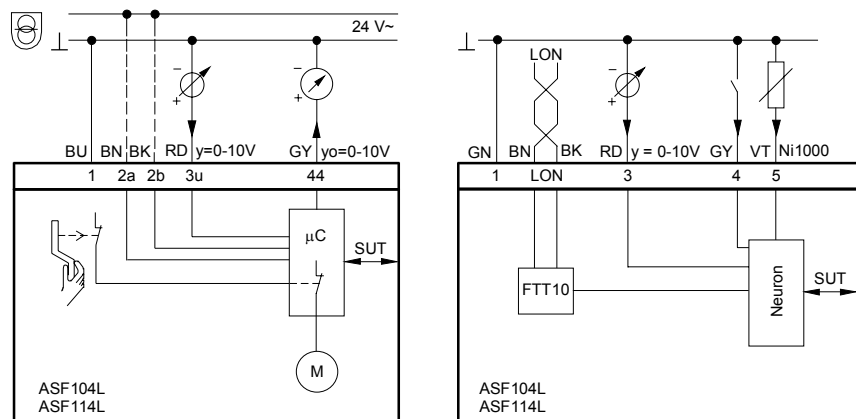 24 V~
⊥
BU BN BK RD y=0-10V GY yo=0-10V
1 2a 2b 3u 44
μC
SUT
M
ASF104L
ASF114L
⊥
LON
GN BN BK RD y = 0-10V GY VT Ni1000
1 LON 3 4 5
FTT10
Neuron
SUT
ASF104L
ASF114L